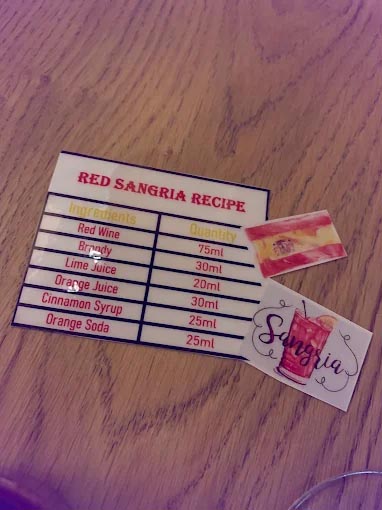 RED SANGRIA RECIPE
Ingredients Quantity
Red Wine 75ml
Brandy 30ml
Lime Juice 20ml
Orange Juice 30ml
Cinnamon Syrup 25ml
Orange Soda 25ml
Sangria